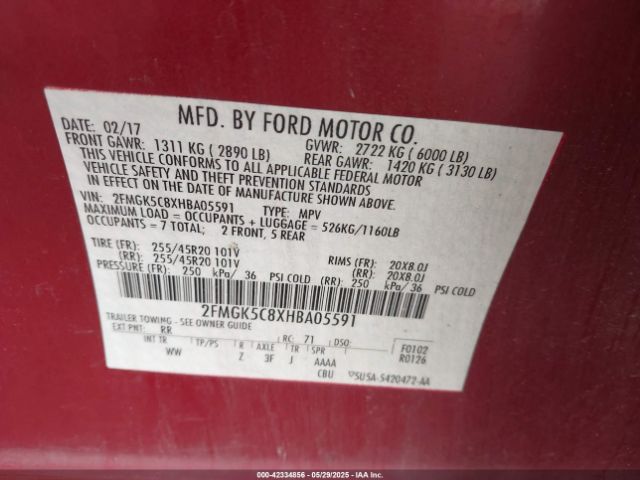 MFD. BY FORD MOTOR CO.
DATE: 02/17 GVWR: 2722 KG ( 6000 LB)
FRONT GAWR: 1311 KG ( 2890 LB) REAR GAWR: 1420 KG ( 3130 LB)
THIS VEHICLE CONFORMS TO ALL APPLICABLE FEDERAL MOTOR
VEHICLE SAFETY AND THEFT PREVENTION STANDARDS
IN EFFECT ON THE DATE OF MANUFACTURE SHOWN ABOVE.
VIN: 2FMGK5C8XHBA05591 TYPE: MPV
MAXIMUM LOAD = OCCUPANTS + LUGGAGE = 526KG/1160LB
OCCUPANTS = 7 TOTAL; 2 FRONT, 5 REAR
TIRE (FR): 255/45R20 101V RIMS (FR): 20X8.0J
(RR): 255/45R20 101V (RR): 20X8.0J
PRESSURE (FR): 250 kPa/ 36 PSI COLD (RR): 250 kPa/ 36 PSI COLD
2FMGK5C8XHBA05591
TRAILER TOWING - SEE OWNER GUIDE
EXT PNT: RR RC: 71 DSO: F0102
INT TR TP/PS R AXLE TR SPR R0126
WW Z 3F J AAAA
CBU ▽SU5A-5420472-AA
000-42334856 - 05/29/2025 - IAA Inc.